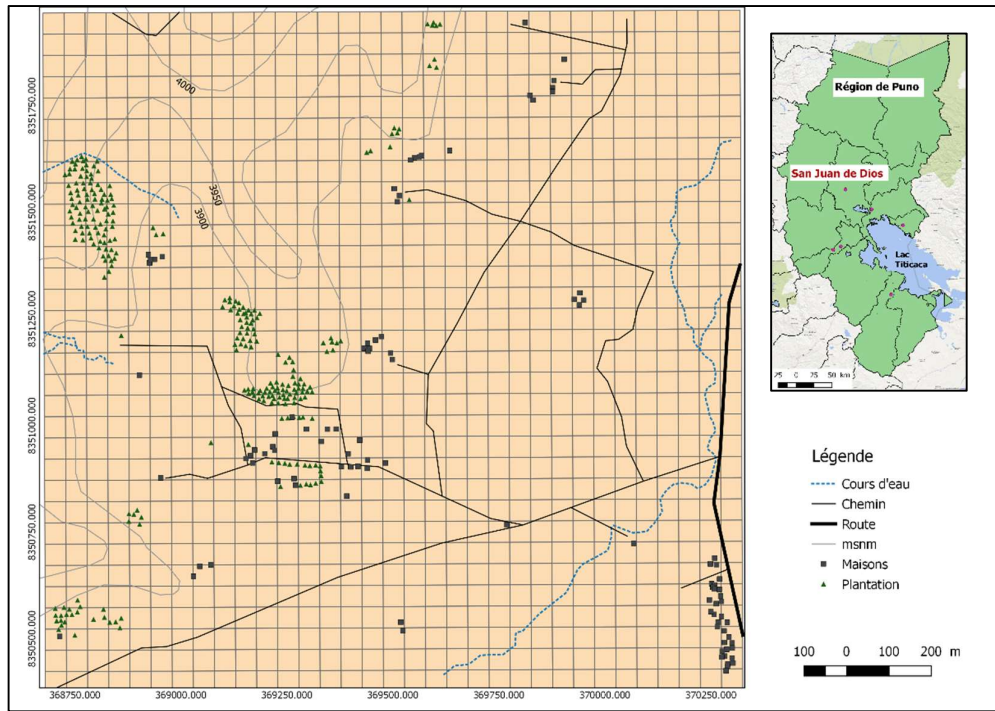 4000
3950
3900
8351750.000
8351500.000
8351250.000
8351000.000
8350750.000
8350500.000
368750.000
369000.000
369250.000
369500.000
369750.000
370000.000
370250.000
Région de Puno
San Juan de Dios
Lac
Titicaca
25 0 25 50 km
Légende
Cours d'eau
Chemin
Route
msnm
Maisons
Plantation
100 0 100 200 m